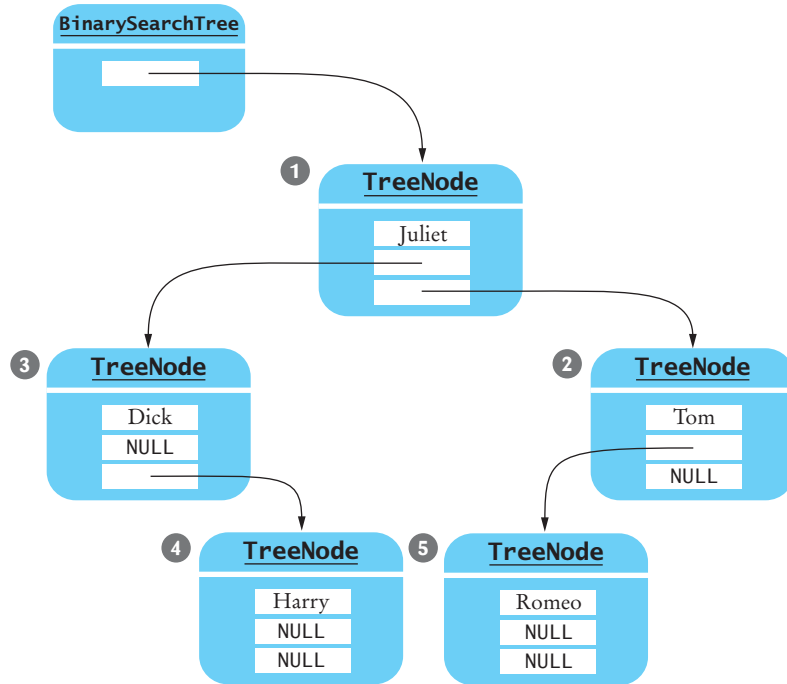 BinarySearchTree
1
TreeNode
Juliet
3
TreeNode
Dick
NULL
2
TreeNode
Tom
NULL
4
TreeNode
Harry
NULL
NULL
5
TreeNode
Romeo
NULL
NULL